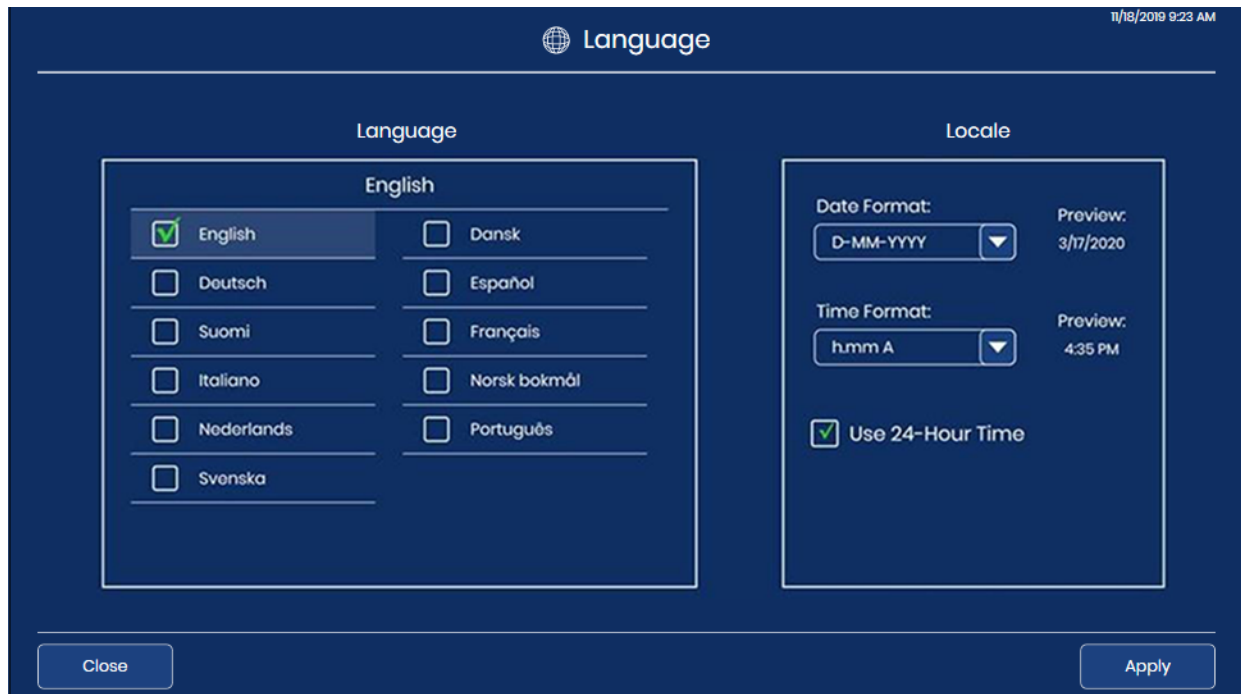 11/18/2019 9:23 AM
Language
Language
English
English
Dansk
Deutsch
Español
Suomi
Français
Italiano
Norsk bokmål
Nederlands
Português
Svenska
Locale
Date Format:
Preview:
D-MM-YYYY
3/17/2020
Time Format:
Preview:
h.mm A
4:35 PM
Use 24-Hour Time
Close
Apply